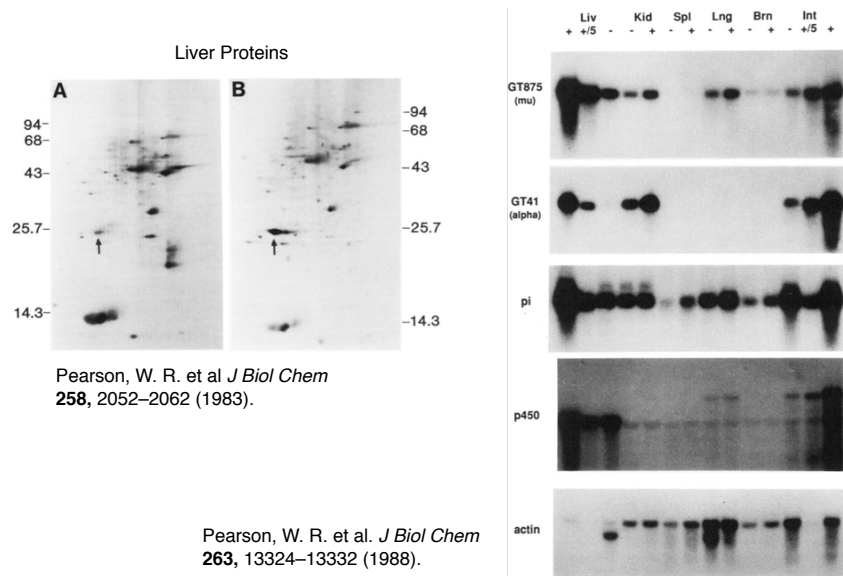 Liver Proteins
A
B
94
68
43
25.7
14.3
94
68
43
25.7
14.3
Pearson, W. R. et al J Biol Chem
258, 2052–2062 (1983).
Pearson, W. R. et al. J Biol Chem
263, 13324–13332 (1988).
Liv Kid Spl Lng Brn Int
+ +/5 - - + - + - + - + - +/5 +
GT875
(mu)
GT41
(alpha)
pi
p450
actin